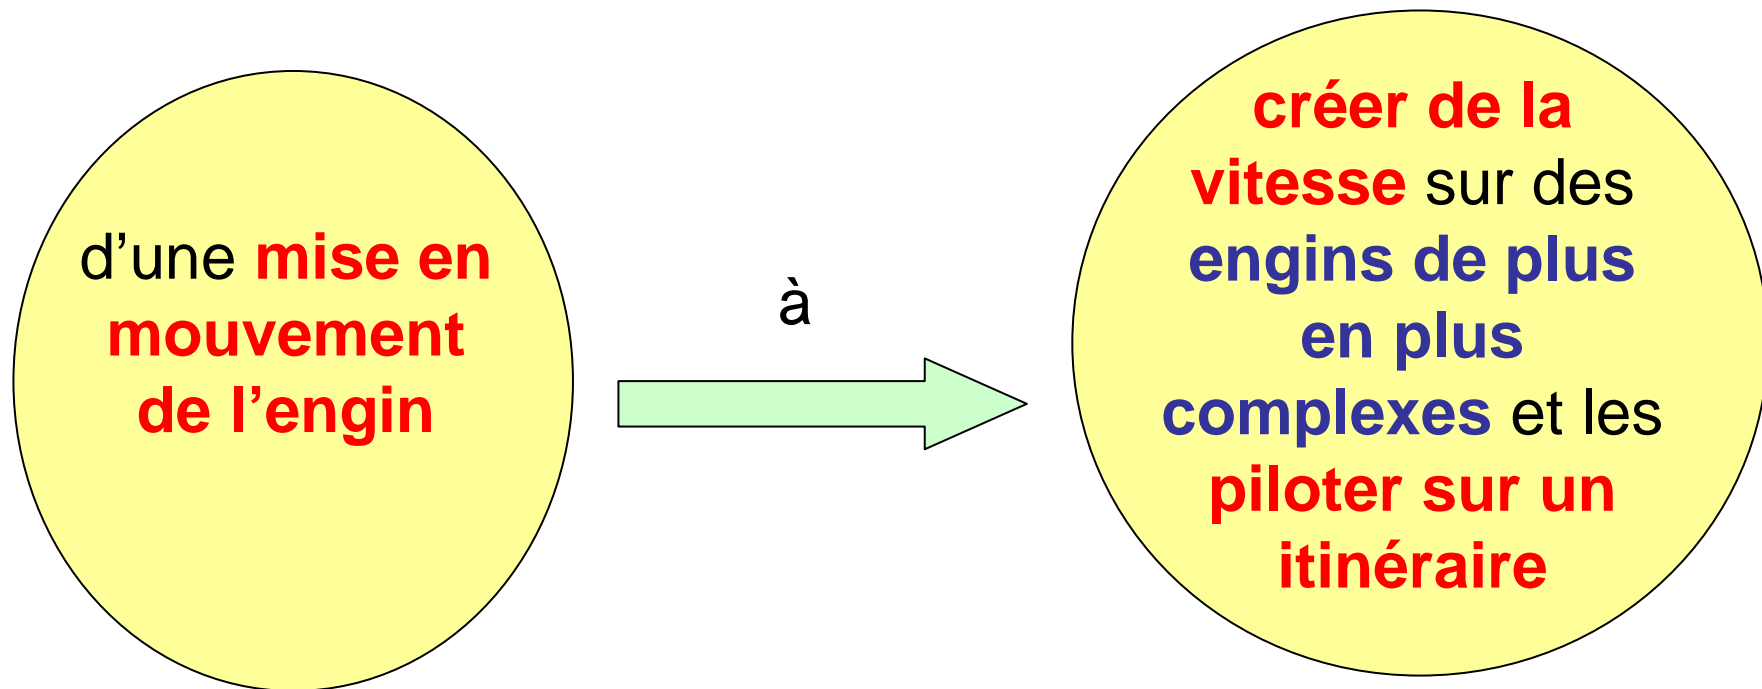 d’une mise en
mouvement
de l’engin
à
créer de la
vitesse sur des
engins de plus
en plus
complexes et les
piloter sur un
itinéraire